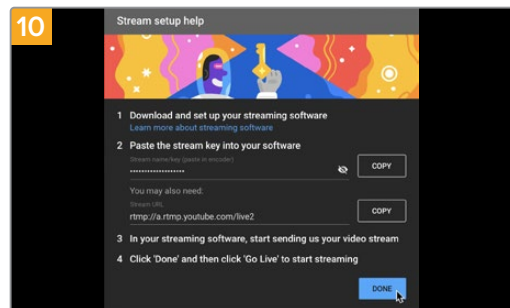 10
Stream setup help
1 Download and set up your streaming software
Learn more about streaming software
2 Paste the stream key into your software
Stream name/key (paste in encoder)
••••••••••••••••••• 
COPY
You may also need:
Stream URL
rtmp://a.rtmp.youtube.com/live2
COPY
3 In your streaming software, start sending us your video stream
4 Click 'Done' and then click 'Go Live' to start streaming
DONE